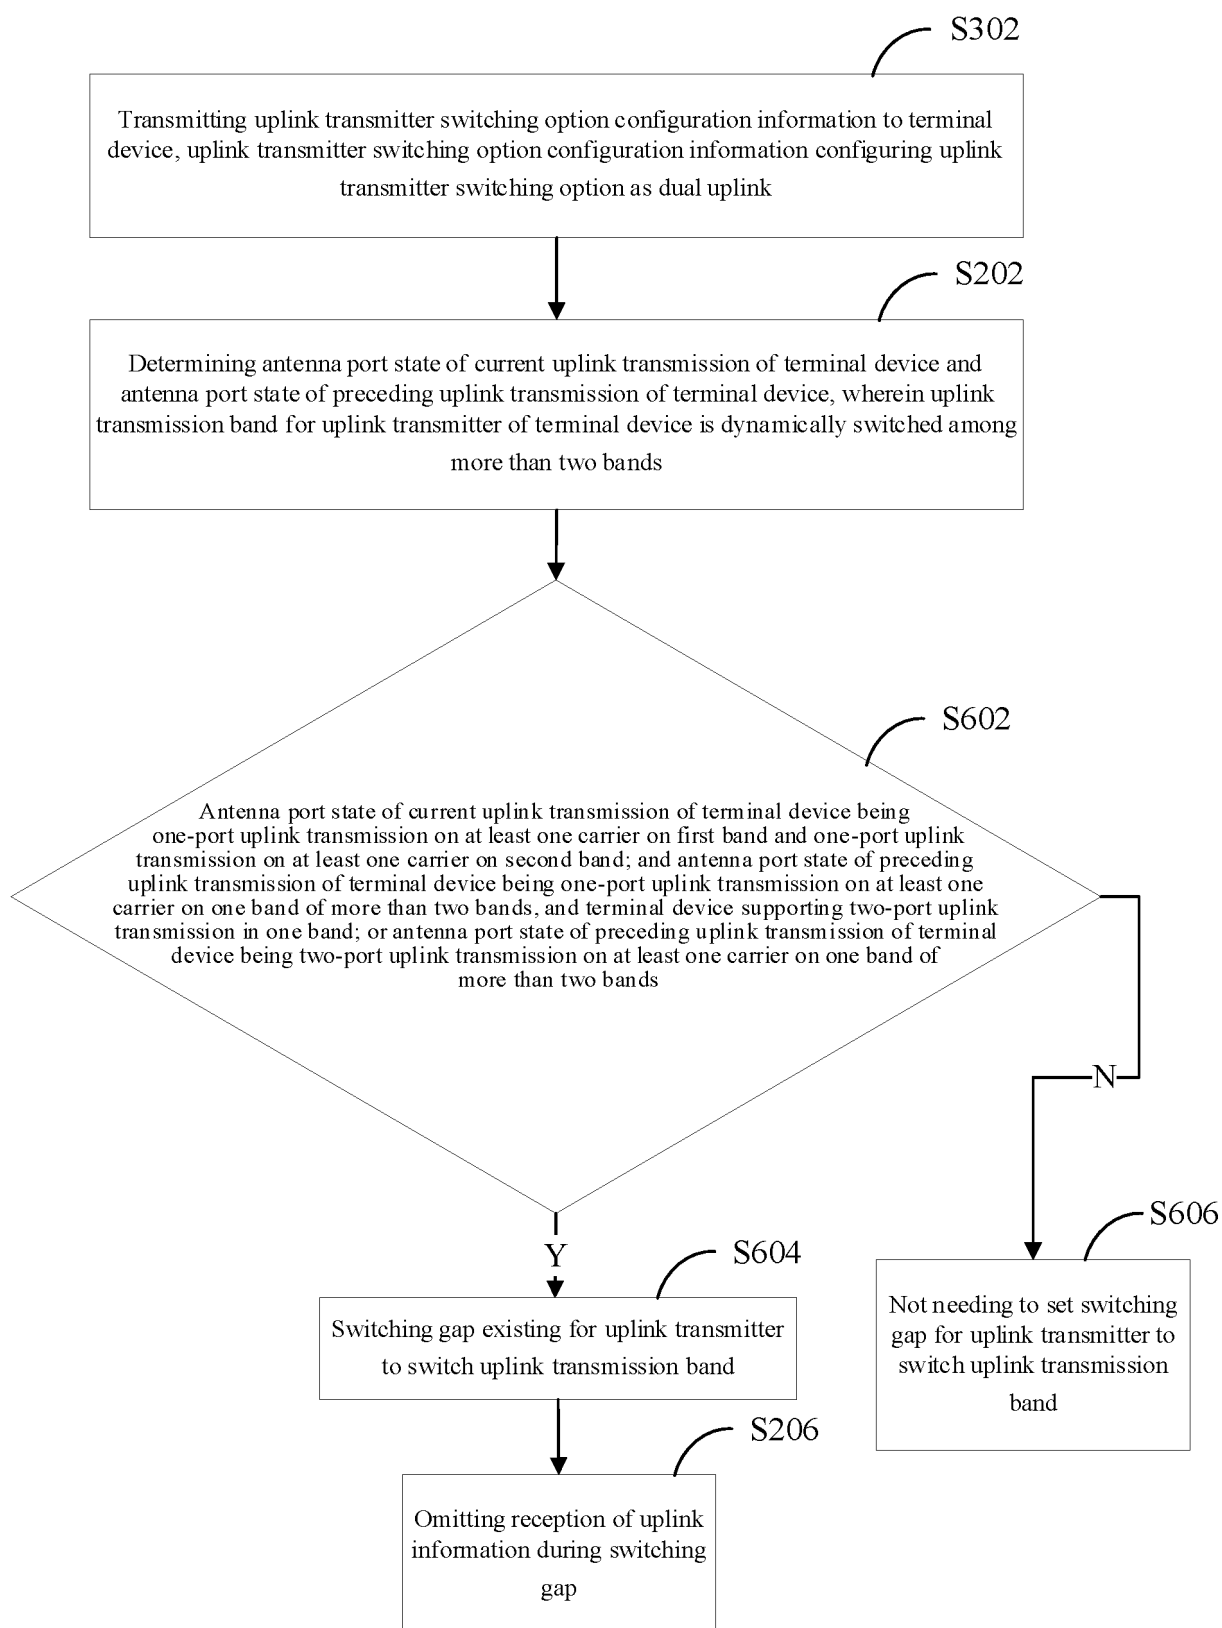 S302
Transmitting uplink transmitter switching option configuration information to terminal
device, uplink transmitter switching option configuration information configuring uplink
transmitter switching option as dual uplink
S202
Determining antenna port state of current uplink transmission of terminal device and
antenna port state of preceding uplink transmission of terminal device, wherein uplink
transmission band for uplink transmitter of terminal device is dynamically switched among
more than two bands
S602
Antenna port state of current uplink transmission of terminal device being
one-port uplink transmission on at least one carrier on first band and one-port uplink
transmission on at least one carrier on second band; and antenna port state of preceding
uplink transmission of terminal device being one-port uplink transmission on at least one
carrier on one band of more than two bands, and terminal device supporting two-port uplink
transmission in one band; or antenna port state of preceding uplink transmission of terminal
device being two-port uplink transmission on at least one carrier on one band of
more than two bands
N
Y
S604
Switching gap existing for uplink transmitter
to switch uplink transmission band
S606
Not needing to set switching
gap for uplink transmitter to
switch uplink transmission
band
S206
Omitting reception of uplink
information during switching
gap